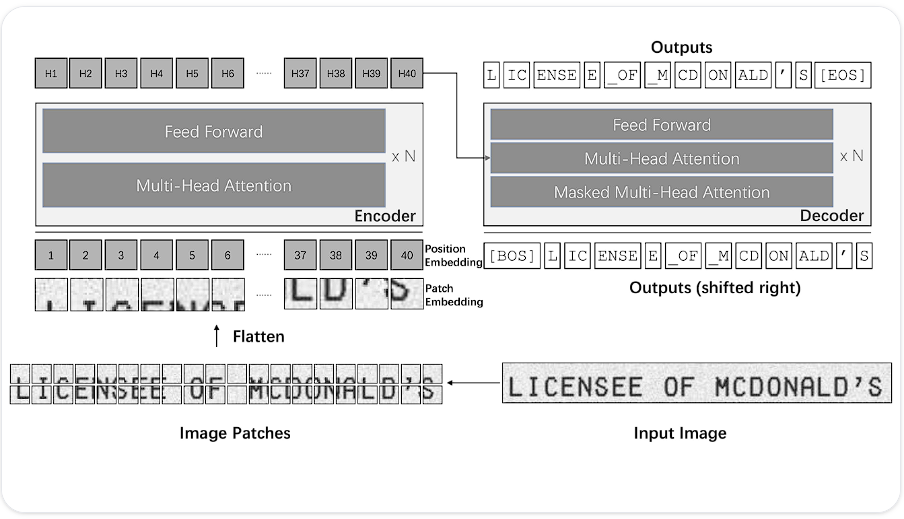 Outputs
H1 H2 H3 H4 H5 H6 ...... H37 H38 H39 H40
L IC ENSE E _OF _M CD ON ALD ' S [EOS]
Feed Forward
Multi-Head Attention
x N
Encoder
Feed Forward
Multi-Head Attention
Masked Multi-Head Attention
x N
Decoder
1 2 3 4 5 6 ...... 37 38 39 40
Position
Embedding
[BOS] L IC ENSE E _OF _M CD ON ALD ' S
LICENSE ...... LD'S
Patch
Embedding
Outputs (shifted right)
Flatten
LICENSEE OF MCDONALD'S
LICENSEE OF MCDONALD'S
Image Patches
Input Image